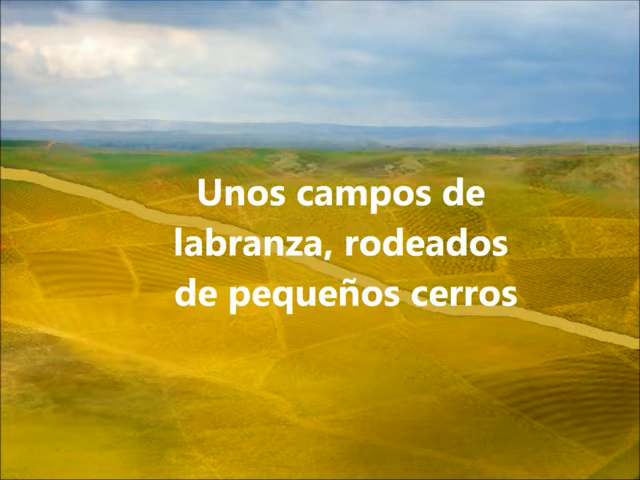 Unos campos de
labranza, rodeados
de pequeños cerros